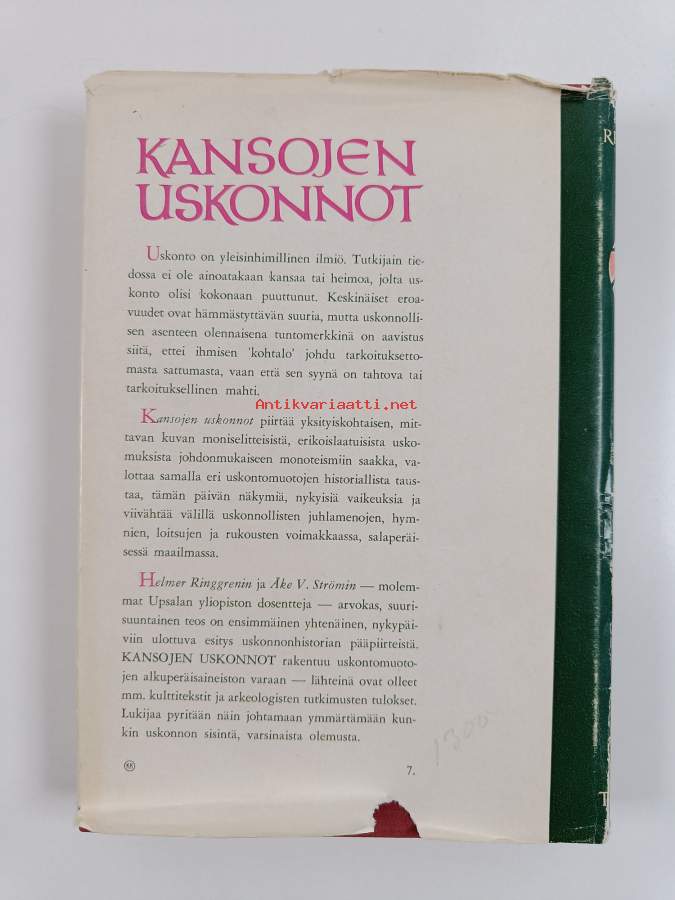 KANSOJEN
USKONNOT
Uskonto on yleisinhimillinen ilmiö. Tutkijain tie-
dossa ei ole ainoatakaan kansaa tai heimoa, jolta us-
konto olisi kokonaan puuttunut. Keskinäiset eroa-
vuudet ovat hämmästyttävän suuria, mutta uskonnolli-
sen asenteen olennaisena tuntomerkkinä on aavistus
siitä, ettei ihmisen 'kohtalo' johdu tarkoituksetto-
masta sattumasta, vaan että sen syynä on tahtova tai
tarkoituksellinen mahti.
Antikvariaatti.net
Kansojen uskonnot piirtää yksityiskohtaisen, mit-
tavan kuvan moniselitteisistä, erikoislaatuisista usko-
muksista johdonmukaiseen monoteismiin saakka, va-
lottaa samalla eri uskontomuotojen historiallista taus-
taa, tämän päivän näkymiä, nykyisiä vaikeuksia ja
viivähtää välillä uskonnollisten juhlamenojen, hym-
nien, loitsujen ja rukousten voimakkaassa, salaperäi-
sessä maailmassa.
Helmer Ringgrenin ja Åke V. Strömin — molem-
mat Upsalan yliopiston dosentteja — arvokas, suuri-
suuntainen teos on ensimmäinen yhtenäinen, nykypäi-
viin ulottuva esitys uskonnonhistorian pääpiirteistä.
KANSOJEN USKONNOT rakentuu uskontomuoto-
jen alkuperäisaineiston varaan — lähteinä ovat olleet
mm. kulttitekstit ja arkeologisten tutkimusten tulokset.
Lukijaa pyritään näin johtamaan ymmärtämään kun-
kin uskonnon sisintä, varsinaista olemusta.
1300
KK
7.